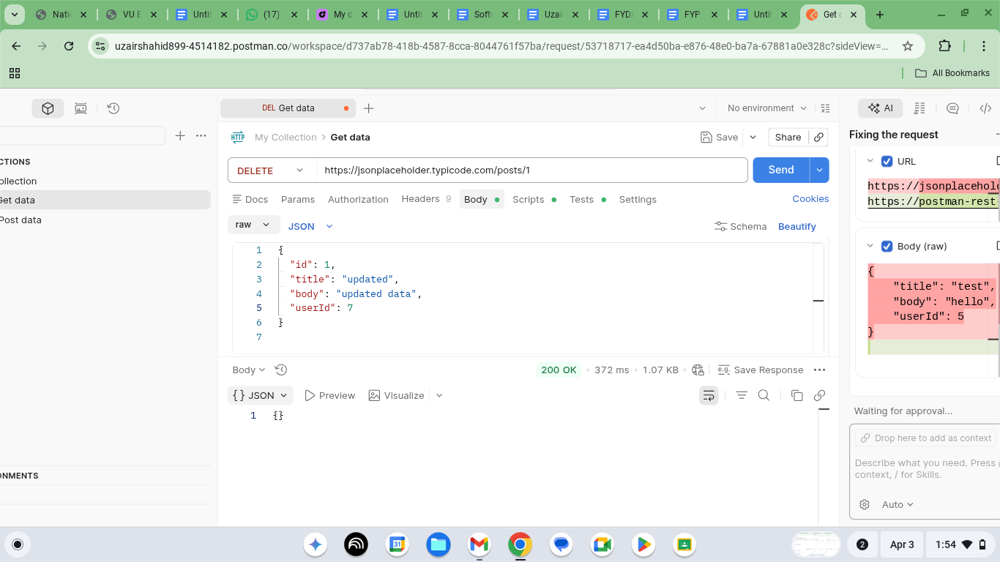 Nati
VU E
Untit
(17)
My d
Unti
Softv
Uzai
FYD
FYP
Unti
Get c
uzairshahid899-4514182.postman.co/workspace/d737ab78-418b-4587-8cca-8044761f57ba/request/53718717-ea4d50ba-e876-48e0-ba7a-67881a0e328c?sideView=...
All Bookmarks
DEL Get data
No environment
AI
My Collection > Get data
Save
Share
Fixing the request
CTIONS
ollection
Get data
Post data
DELETE
https://jsonplaceholder.typicode.com/posts/1
Send
URL
https://jsonplacehold
https://postman-rest-
Docs Params Authorization Headers 9 Body Scripts Tests Settings Cookies
raw JSON Schema Beautify
1 {
2 "id": 1,
3 "title": "updated",
4 "body": "updated data",
5 "userId": 7
6 }
7
Body (raw)
{
"title": "test",
"body": "hello",
"userId": 5
}
Body
200 OK • 372 ms • 1.07 KB
e.g. Save Response
{} JSON Preview Visualize
1 {}
Waiting for approval...
Drop here to add as context
Describe what you need. Press @
context, / for Skills.
Auto
ONMENTS
31
2
Apr 3
1:54